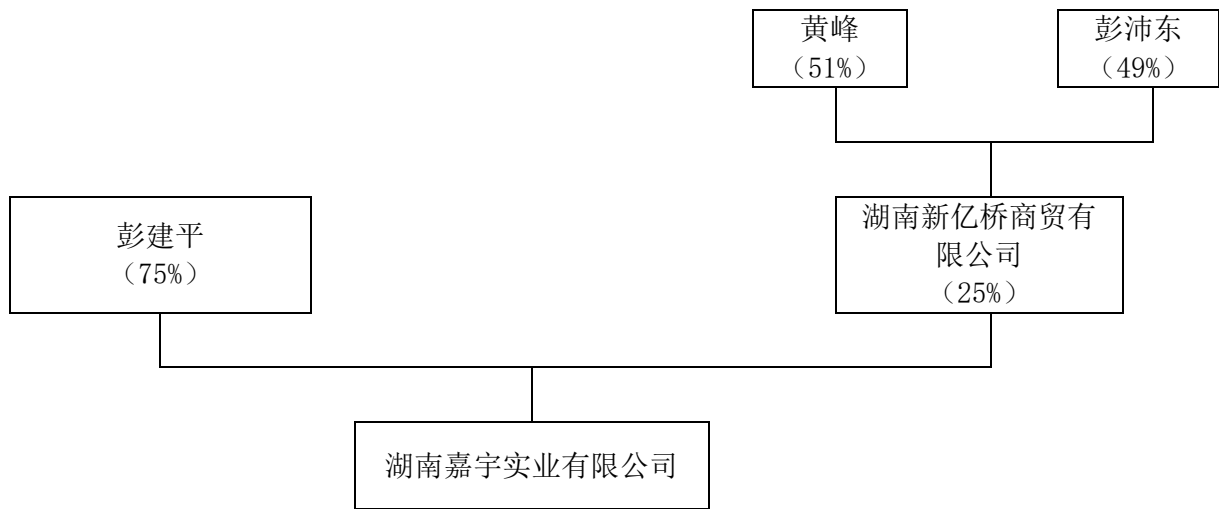 黄峰
（51%）
彭沛东
（49%）
彭建平
（75%）
湖南新亿桥商贸有
限公司
（25%）
湖南嘉宇实业有限公司